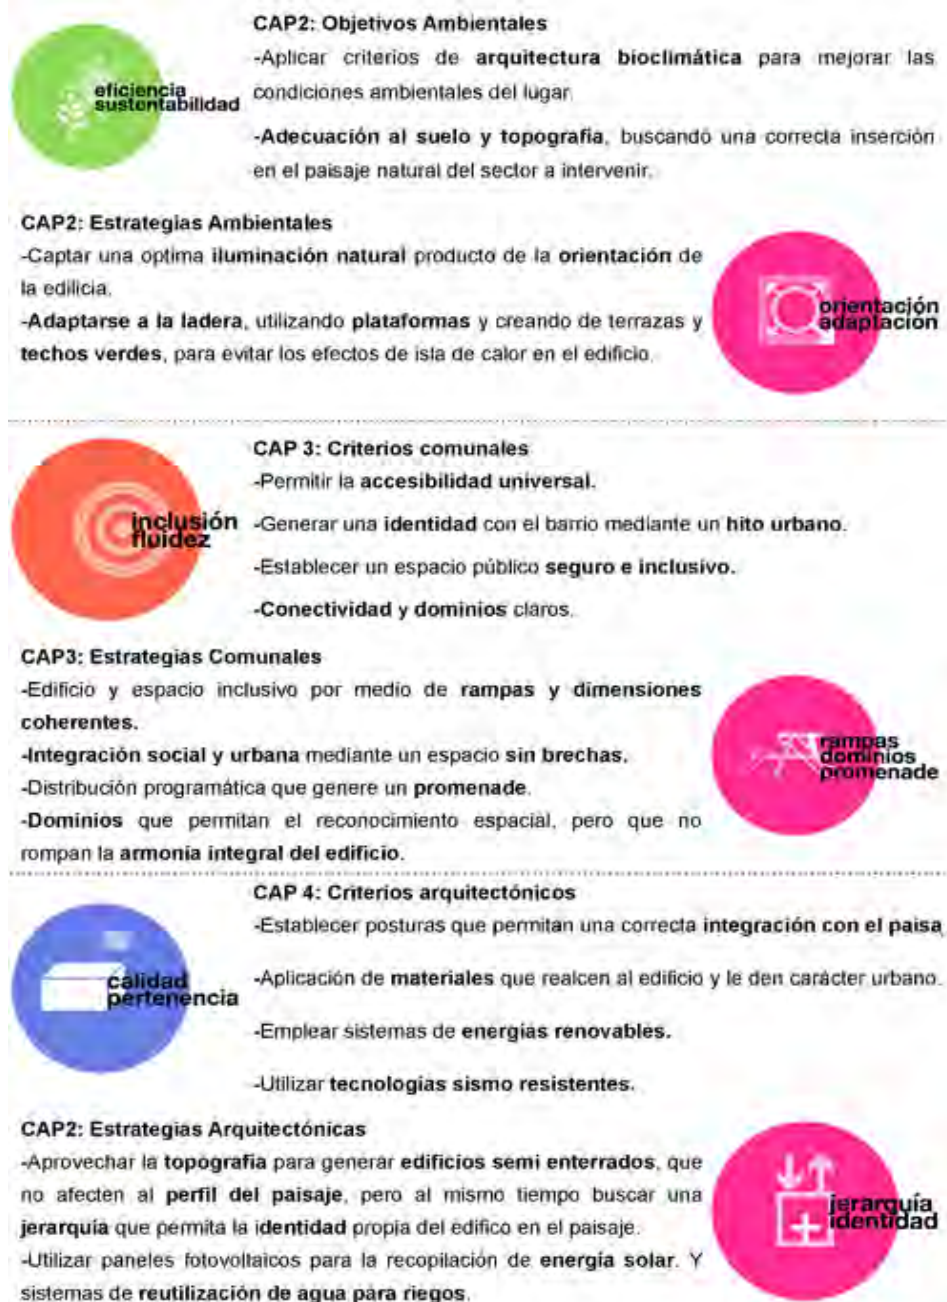 CAP2: Objetivos Ambientales
-Aplicar criterios de arquitectura bioclimática para mejorar las
condiciones ambientales del lugar.
-Adecuación al suelo y topografía, buscando una correcta inserción
en el paisaje natural del sector a intervenir.
eficiencia
sustentabilidad
CAP2: Estrategias Ambientales
-Captar una optima iluminación natural producto de la orientación de
la edilicia.
-Adaptarse a la ladera, utilizando plataformas y creando de terrazas y
techos verdes, para evitar los efectos de isla de calor en el edificio.
orientación
adaptación
CAP 3: Criterios comunales
-Permitir la accesibilidad universal.
-Generar una identidad con el barrio mediante un hito urbano.
-Establecer un espacio público seguro e inclusivo.
-Conectividad y dominios claros.
inclusión
fluidez
CAP3: Estrategias Comunales
-Edificio y espacio inclusivo por medio de rampas y dimensiones
coherentes.
-Integración social y urbana mediante un espacio sin brechas.
-Distribución programática que genere un promenade.
-Dominios que permitan el reconocimiento espacial, pero que no
rompan la armonía integral del edificio.
rampas
dominios
promenade
CAP 4: Criterios arquitectónicos
-Establecer posturas que permitan una correcta integración con el paisa
-Aplicación de materiales que realcen al edificio y le den carácter urbano.
-Emplear sistemas de energías renovables.
-Utilizar tecnologías sismo resistentes.
calidad
pertenencia
CAP2: Estrategias Arquitectónicas
-Aprovechar la topografía para generar edificios semi enterrados, que
no afecten al perfil del paisaje, pero al mismo tiempo buscar una
jerarquía que permita la identidad propia del edifico en el paisaje.
-Utilizar paneles fotovoltaicos para la recopilación de energía solar. Y
sistemas de reutilización de agua para riegos.
jerarquía
identidad